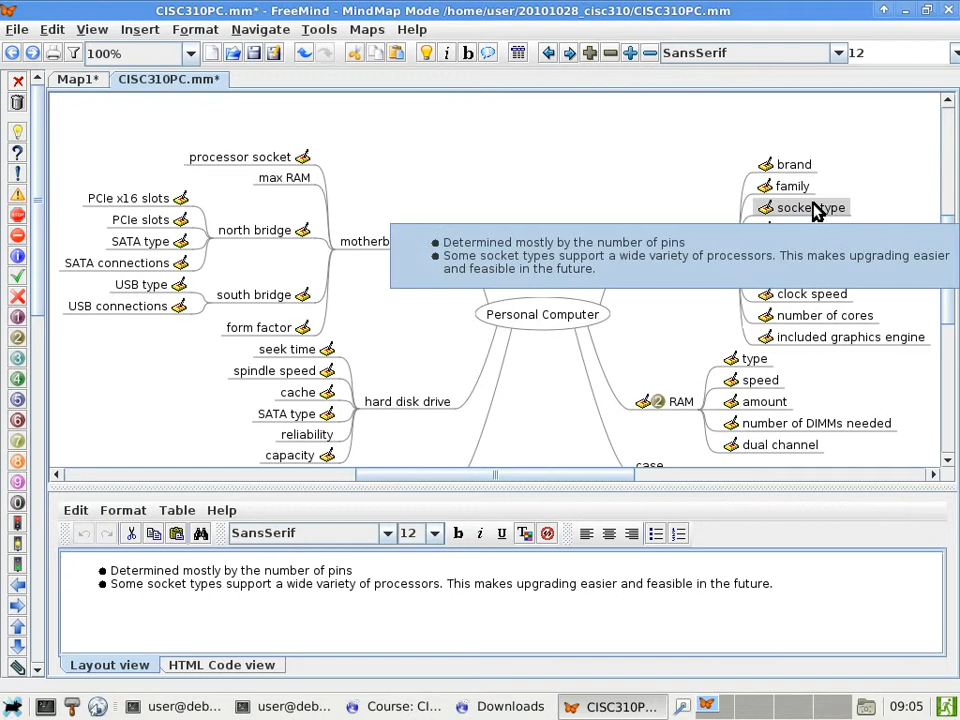 CISC310PC.mm* - FreeMind - MindMap Mode /home/user/20101028_cisc310/CISC310PC.mm
File Edit View Insert Format Navigate Tools Maps Help
100%
SansSerif
12
Map1*
CISC310PC.mm*
processor socket
max RAM
PCIe x16 slots
PCIe slots
north bridge
SATA type
motherb
SATA connections
USB type
south bridge
USB connections
form factor
brand
family
socket type
Determined mostly by the number of pins
Some socket types support a wide variety of processors. This makes upgrading easier
and feasible in the future.
clock speed
Personal Computer
number of cores
included graphics engine
seek time
spindle speed
cache
hard disk drive
SATA type
reliability
capacity
type
speed
2 RAM
amount
number of DIMMs needed
dual channel
case
Edit Format Table Help
SansSerif
12
b i U
Determined mostly by the number of pins
Some socket types support a wide variety of processors. This makes upgrading easier and feasible in the future.
Layout view
HTML Code view
user@deb...
user@deb...
Course: CI...
Downloads
CISC310P...
09:05